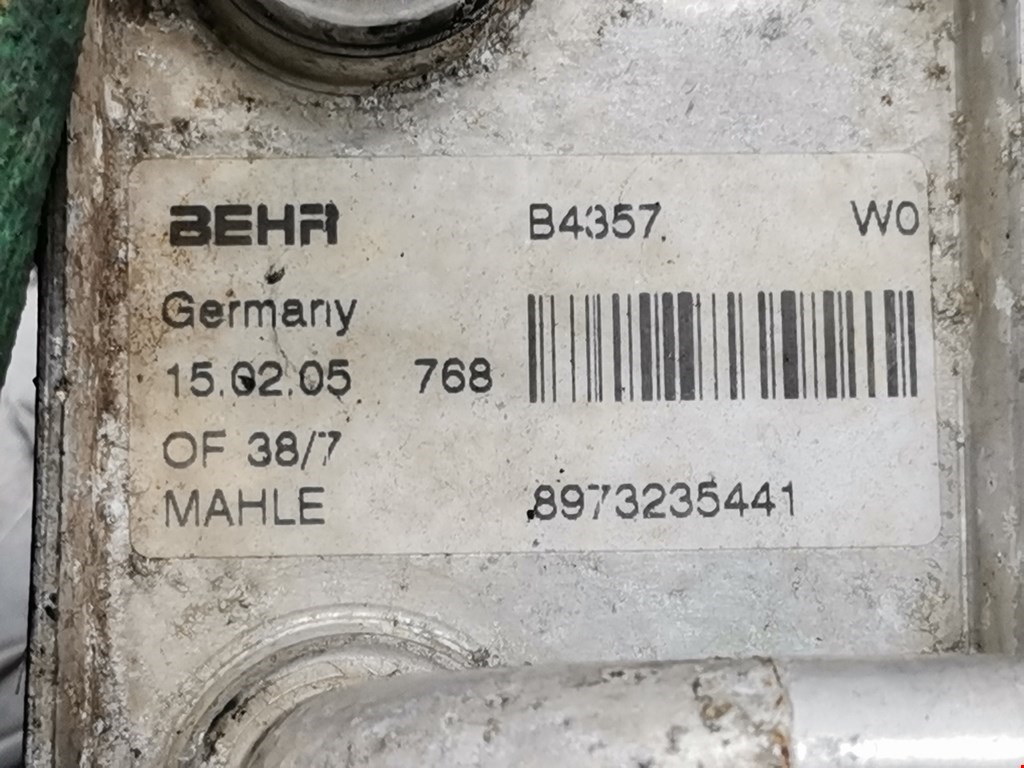 BEHR B4357. W0
Germany
15.02.05 768
OF 38/7
MAHLE 8973235441